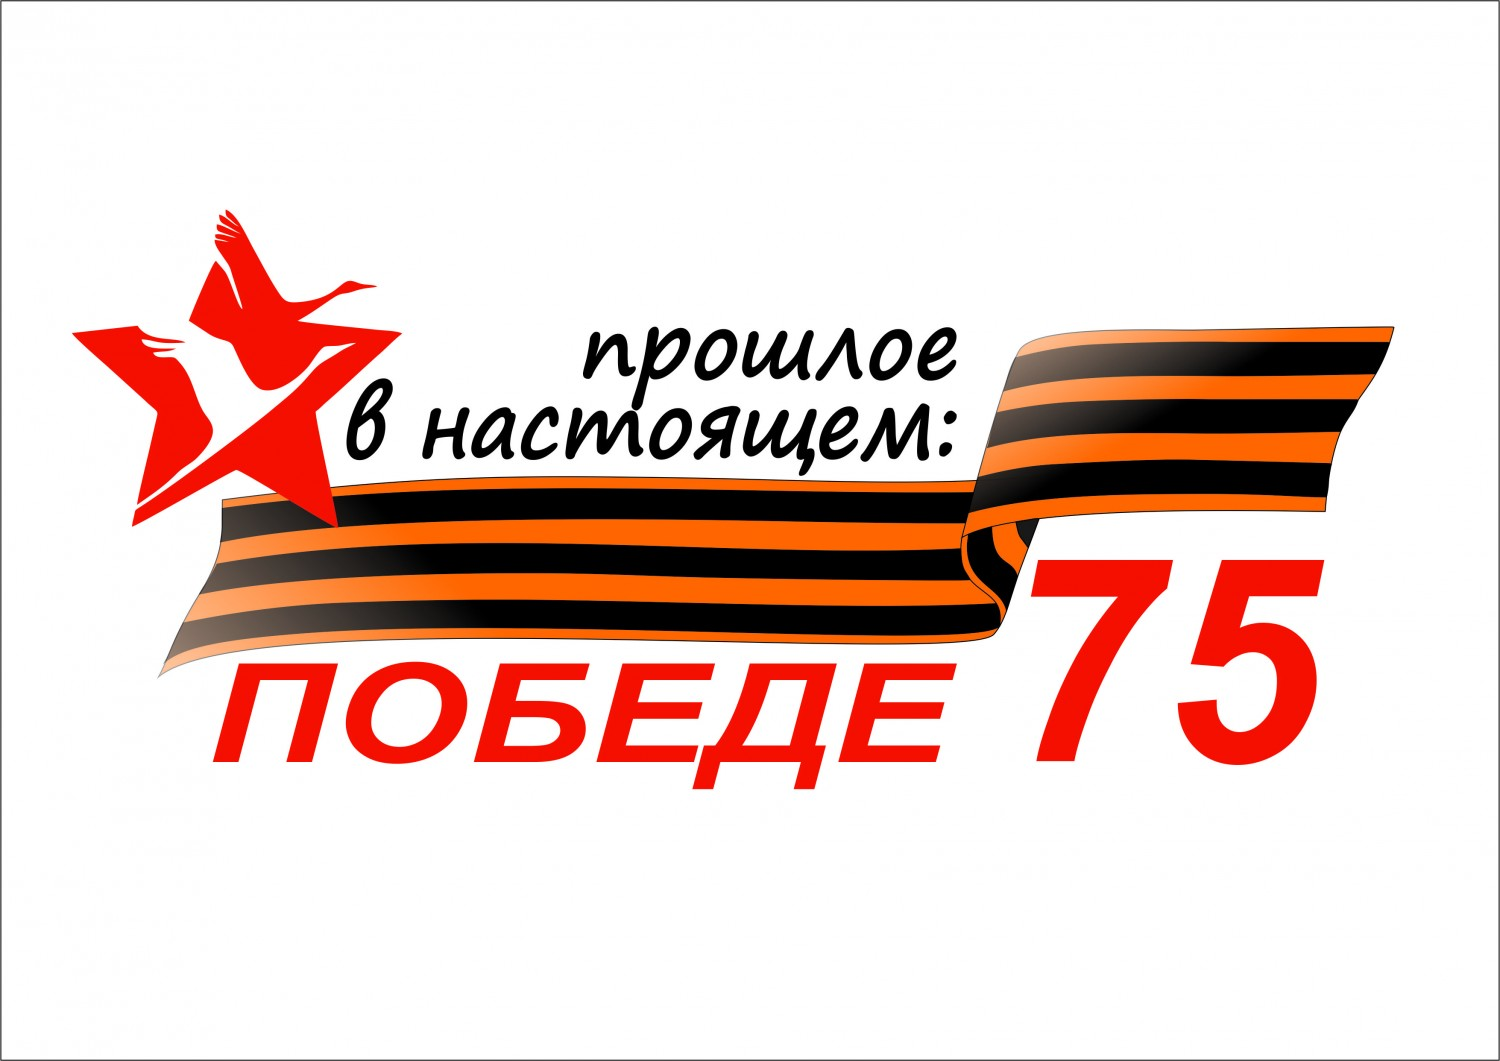 прошлое
в настоящем:
ПОБЕДЕ 75